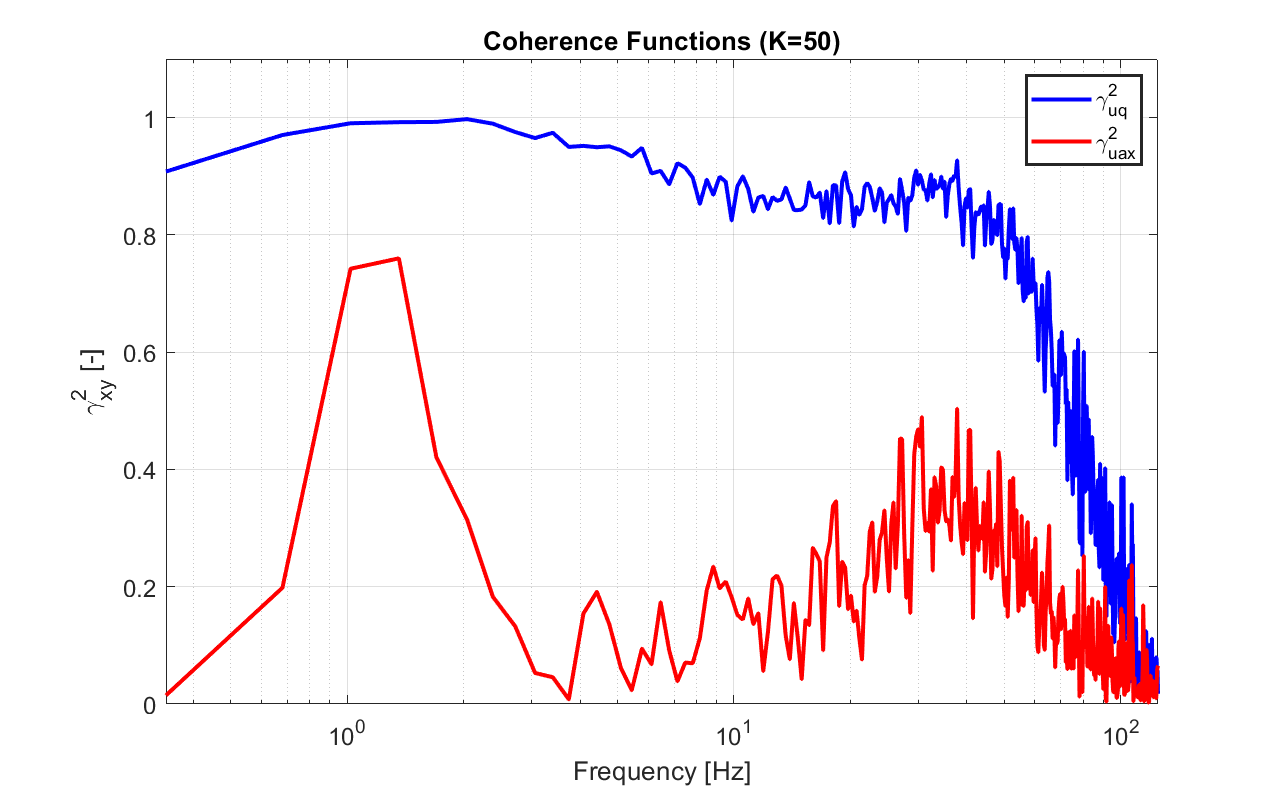 Coherence Functions (K=50)
γ²uq
γ²uax
1
0.8
0.6
0.4
0.2
0
γ²xy [-]
10⁰
10¹
10²
Frequency [Hz]